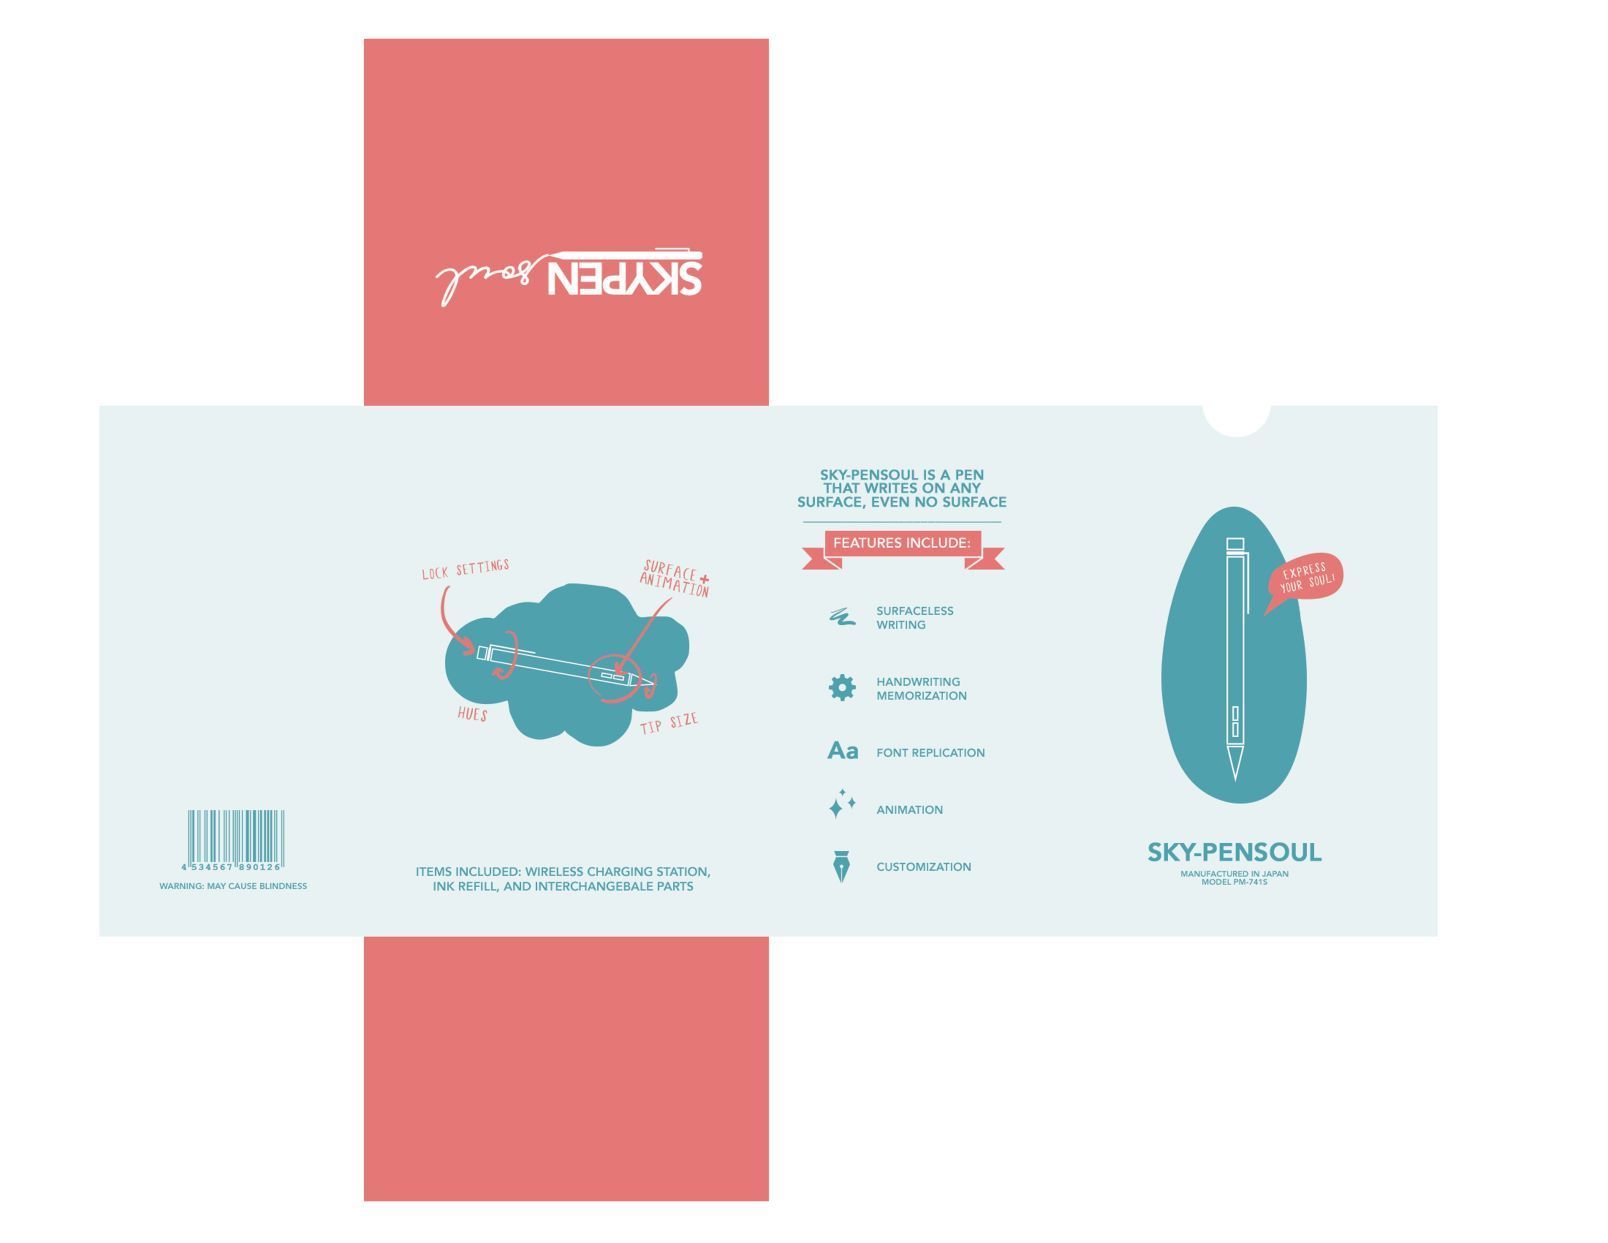 SKYPEN soul
SKY-PENSOUL IS A PEN
THAT WRITES ON ANY
SURFACE, EVEN NO SURFACE
FEATURES INCLUDE:
SURFACELESS
WRITING
HANDWRITING
MEMORIZATION
Aa FONT REPLICATION
ANIMATION
CUSTOMIZATION
LOCK SETTINGS
SURFACE +
ANIMATION
HUES
TIP SIZE
ITEMS INCLUDED: WIRELESS CHARGING STATION,
INK REFILL, AND INTERCHANGEBALE PARTS
4 534567 890126
WARNING: MAY CAUSE BLINDNESS
EXPRESS
YOUR SOUL!
SKY-PENSOUL
MANUFACTURED IN JAPAN
MODEL PM-741S